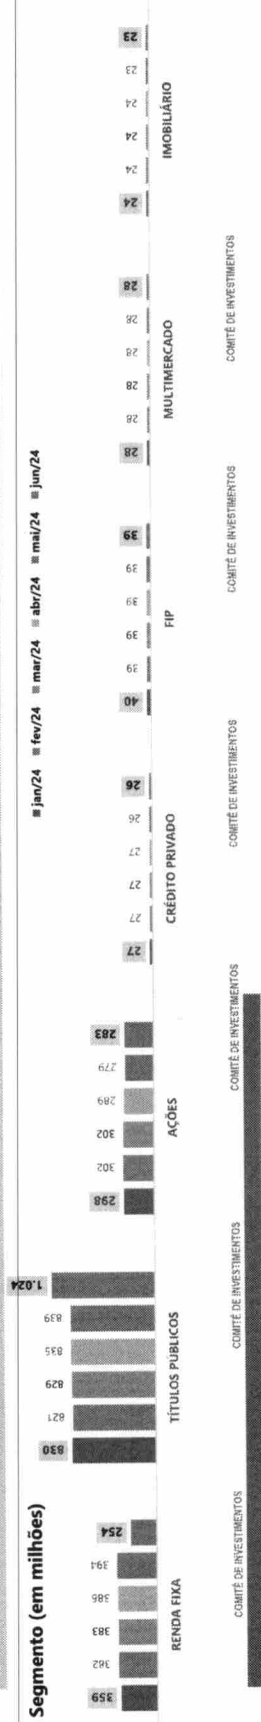 Segmento (em milhões)
jan/24 fev/24 mar/24 abr/24 mai/24 jun/24
359 382 383 386 394 254
830 821 829 835 839 1.024
298 302 302 289 279 283
27 27 27 27 26 26
40 39 39 39 39 39
28 28 28 28 28 28
24 24 24 24 23 23
RENDA FIXA TÍTULOS PÚBLICOS AÇÕES CRÉDITO PRIVADO FIP MULTIMERCADO IMOBILIÁRIO
COMITÊ DE INVESTIMENTOS COMITÊ DE INVESTIMENTOS COMITÊ DE INVESTIMENTOS COMITÊ DE INVESTIMENTOS COMITÊ DE INVESTIMENTOS COMITÊ DE INVESTIMENTOS